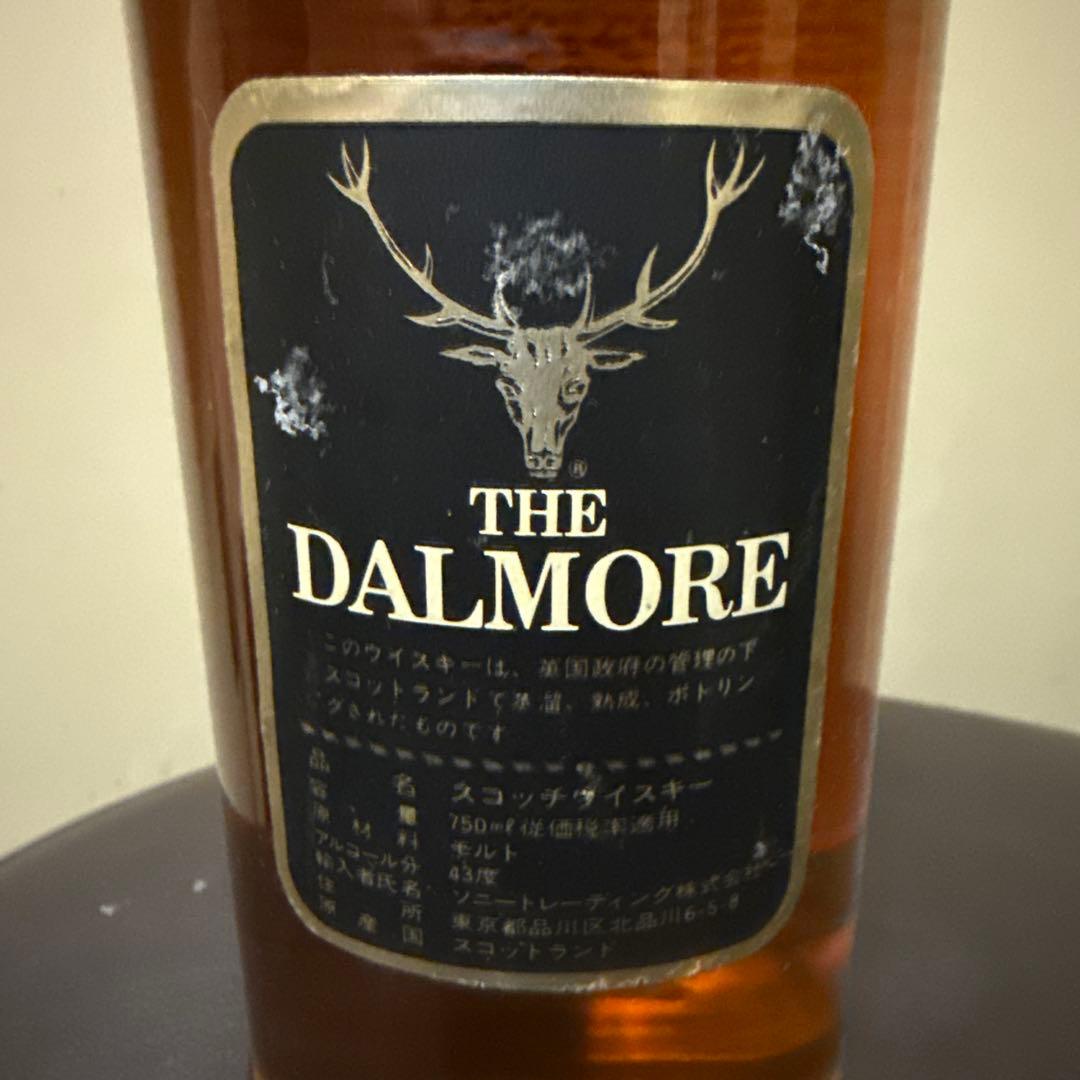 ®
THE
DALMORE
このウイスキーは、英国政府の管理の下
スコットランドで蒸溜、熟成、ボトリン
グされたものです
品名 スコッチウイスキー
容量 750mℓ従価税率適用
原材料 モルト
アルコール分 43度
輸入者氏名 ソニートレーディング株式会社
住所 東京都品川区北品川6-5-8
原産国 スコットランド